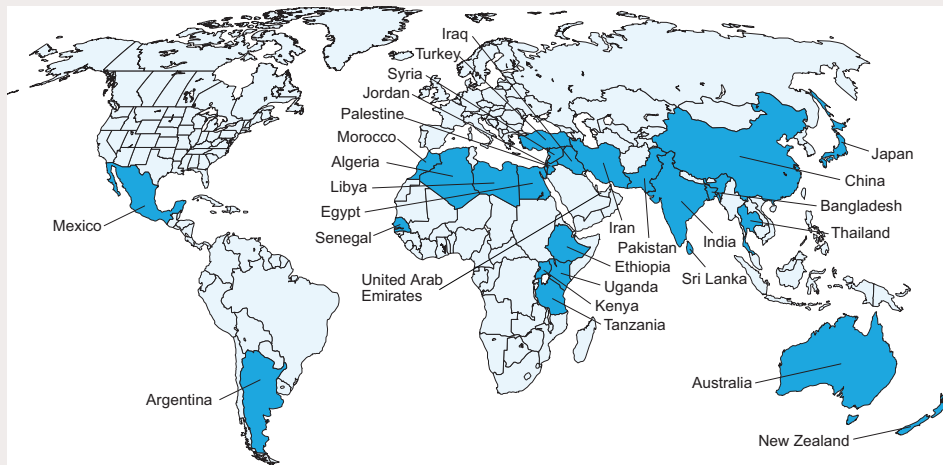 Iraq
Turkey
Syria
Jordan
Palestine
Morocco
Algeria
Libya
Egypt
Senegal
United Arab
Emirates
Mexico
Argentina
Iran
Pakistan
Ethiopia
Uganda
Kenya
Tanzania
India
Sri Lanka
Japan
China
Bangladesh
Thailand
Australia
New Zealand